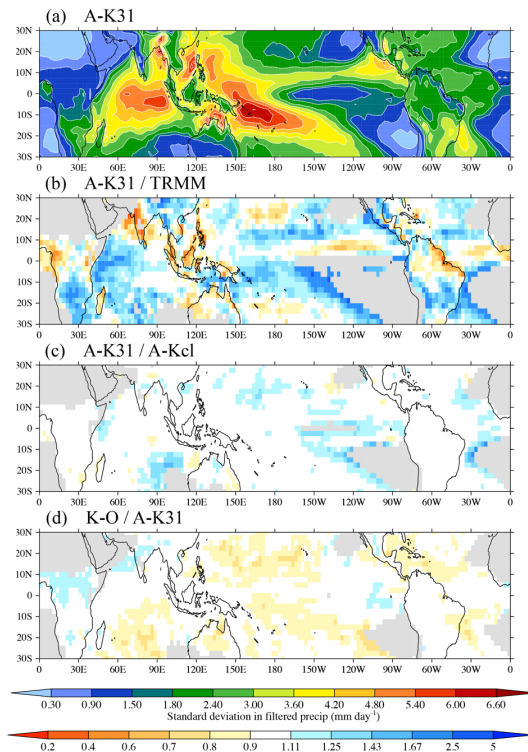 (a) A-K31
30N
20N
10N
0
10S
20S
30S
0 30E 60E 90E 120E 150E 180 150W 120W 90W 60W 30W 0
(b) A-K31 / TRMM
30N
20N
10N
0
10S
20S
30S
0 30E 60E 90E 120E 150E 180 150W 120W 90W 60W 30W 0
(c) A-K31 / A-Kcl
30N
20N
10N
0
10S
20S
30S
0 30E 60E 90E 120E 150E 180 150W 120W 90W 60W 30W 0
(d) K-O / A-K31
30N
20N
10N
0
10S
20S
30S
0 30E 60E 90E 120E 150E 180 150W 120W 90W 60W 30W 0
0.30 0.90 1.50 1.80 2.40 3.00 3.60 4.20 4.80 5.40 6.00 6.60
Standard deviation in filtered precip (mm day⁻¹)
0.2 0.4 0.6 0.7 0.8 0.9 1.11 1.25 1.43 1.67 2.5 5